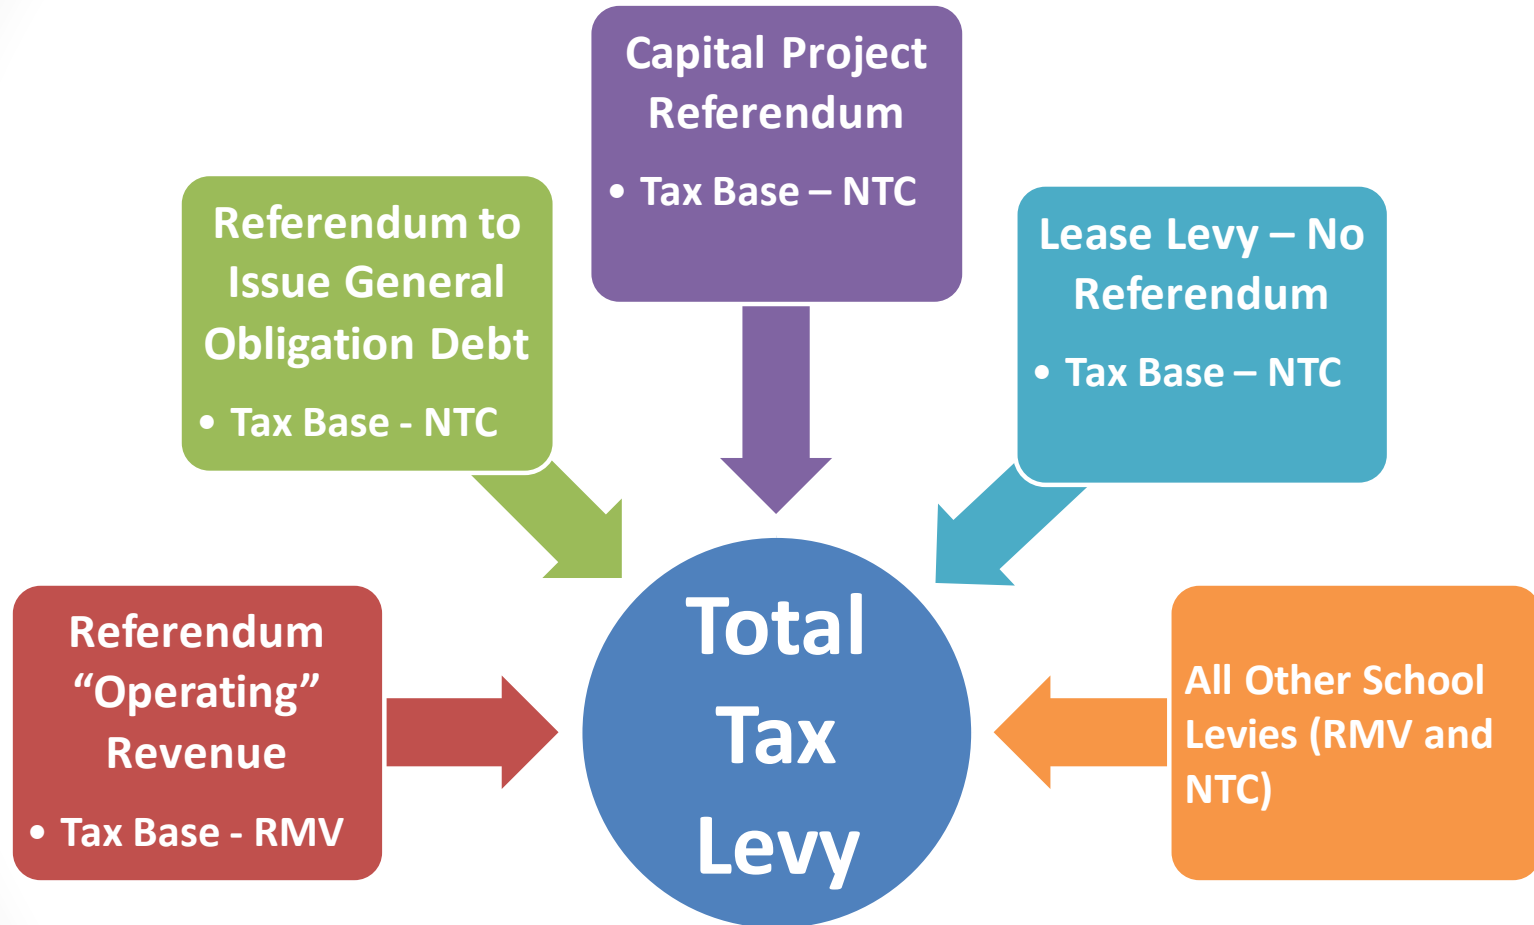 Capital Project
Referendum
• Tax Base – NTC
Referendum to
Issue General
Obligation Debt
• Tax Base - NTC
Lease Levy – No
Referendum
• Tax Base – NTC
Referendum
“Operating”
Revenue
• Tax Base - RMV
Total
Tax
Levy
All Other School
Levies (RMV and
NTC)